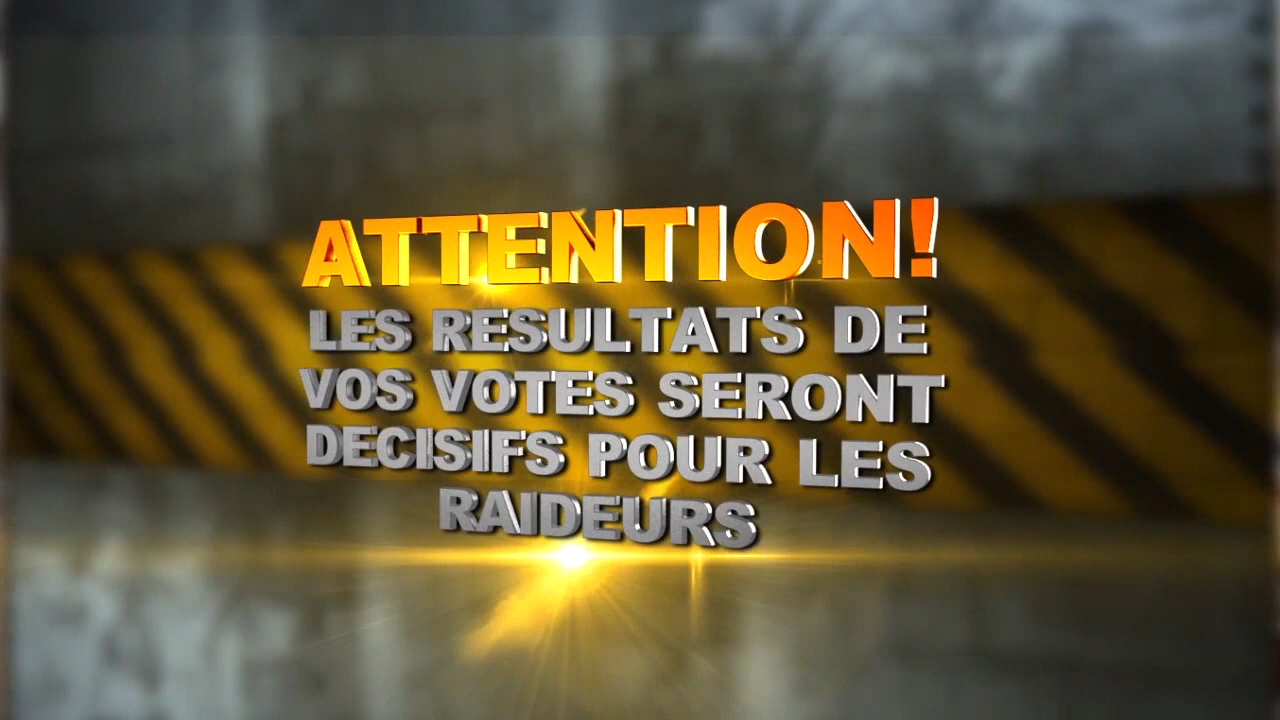 ATTENTION!
LES RESULTATS DE
VOS VOTES SERONT
DECISIFS POUR LES
RAIDEURS